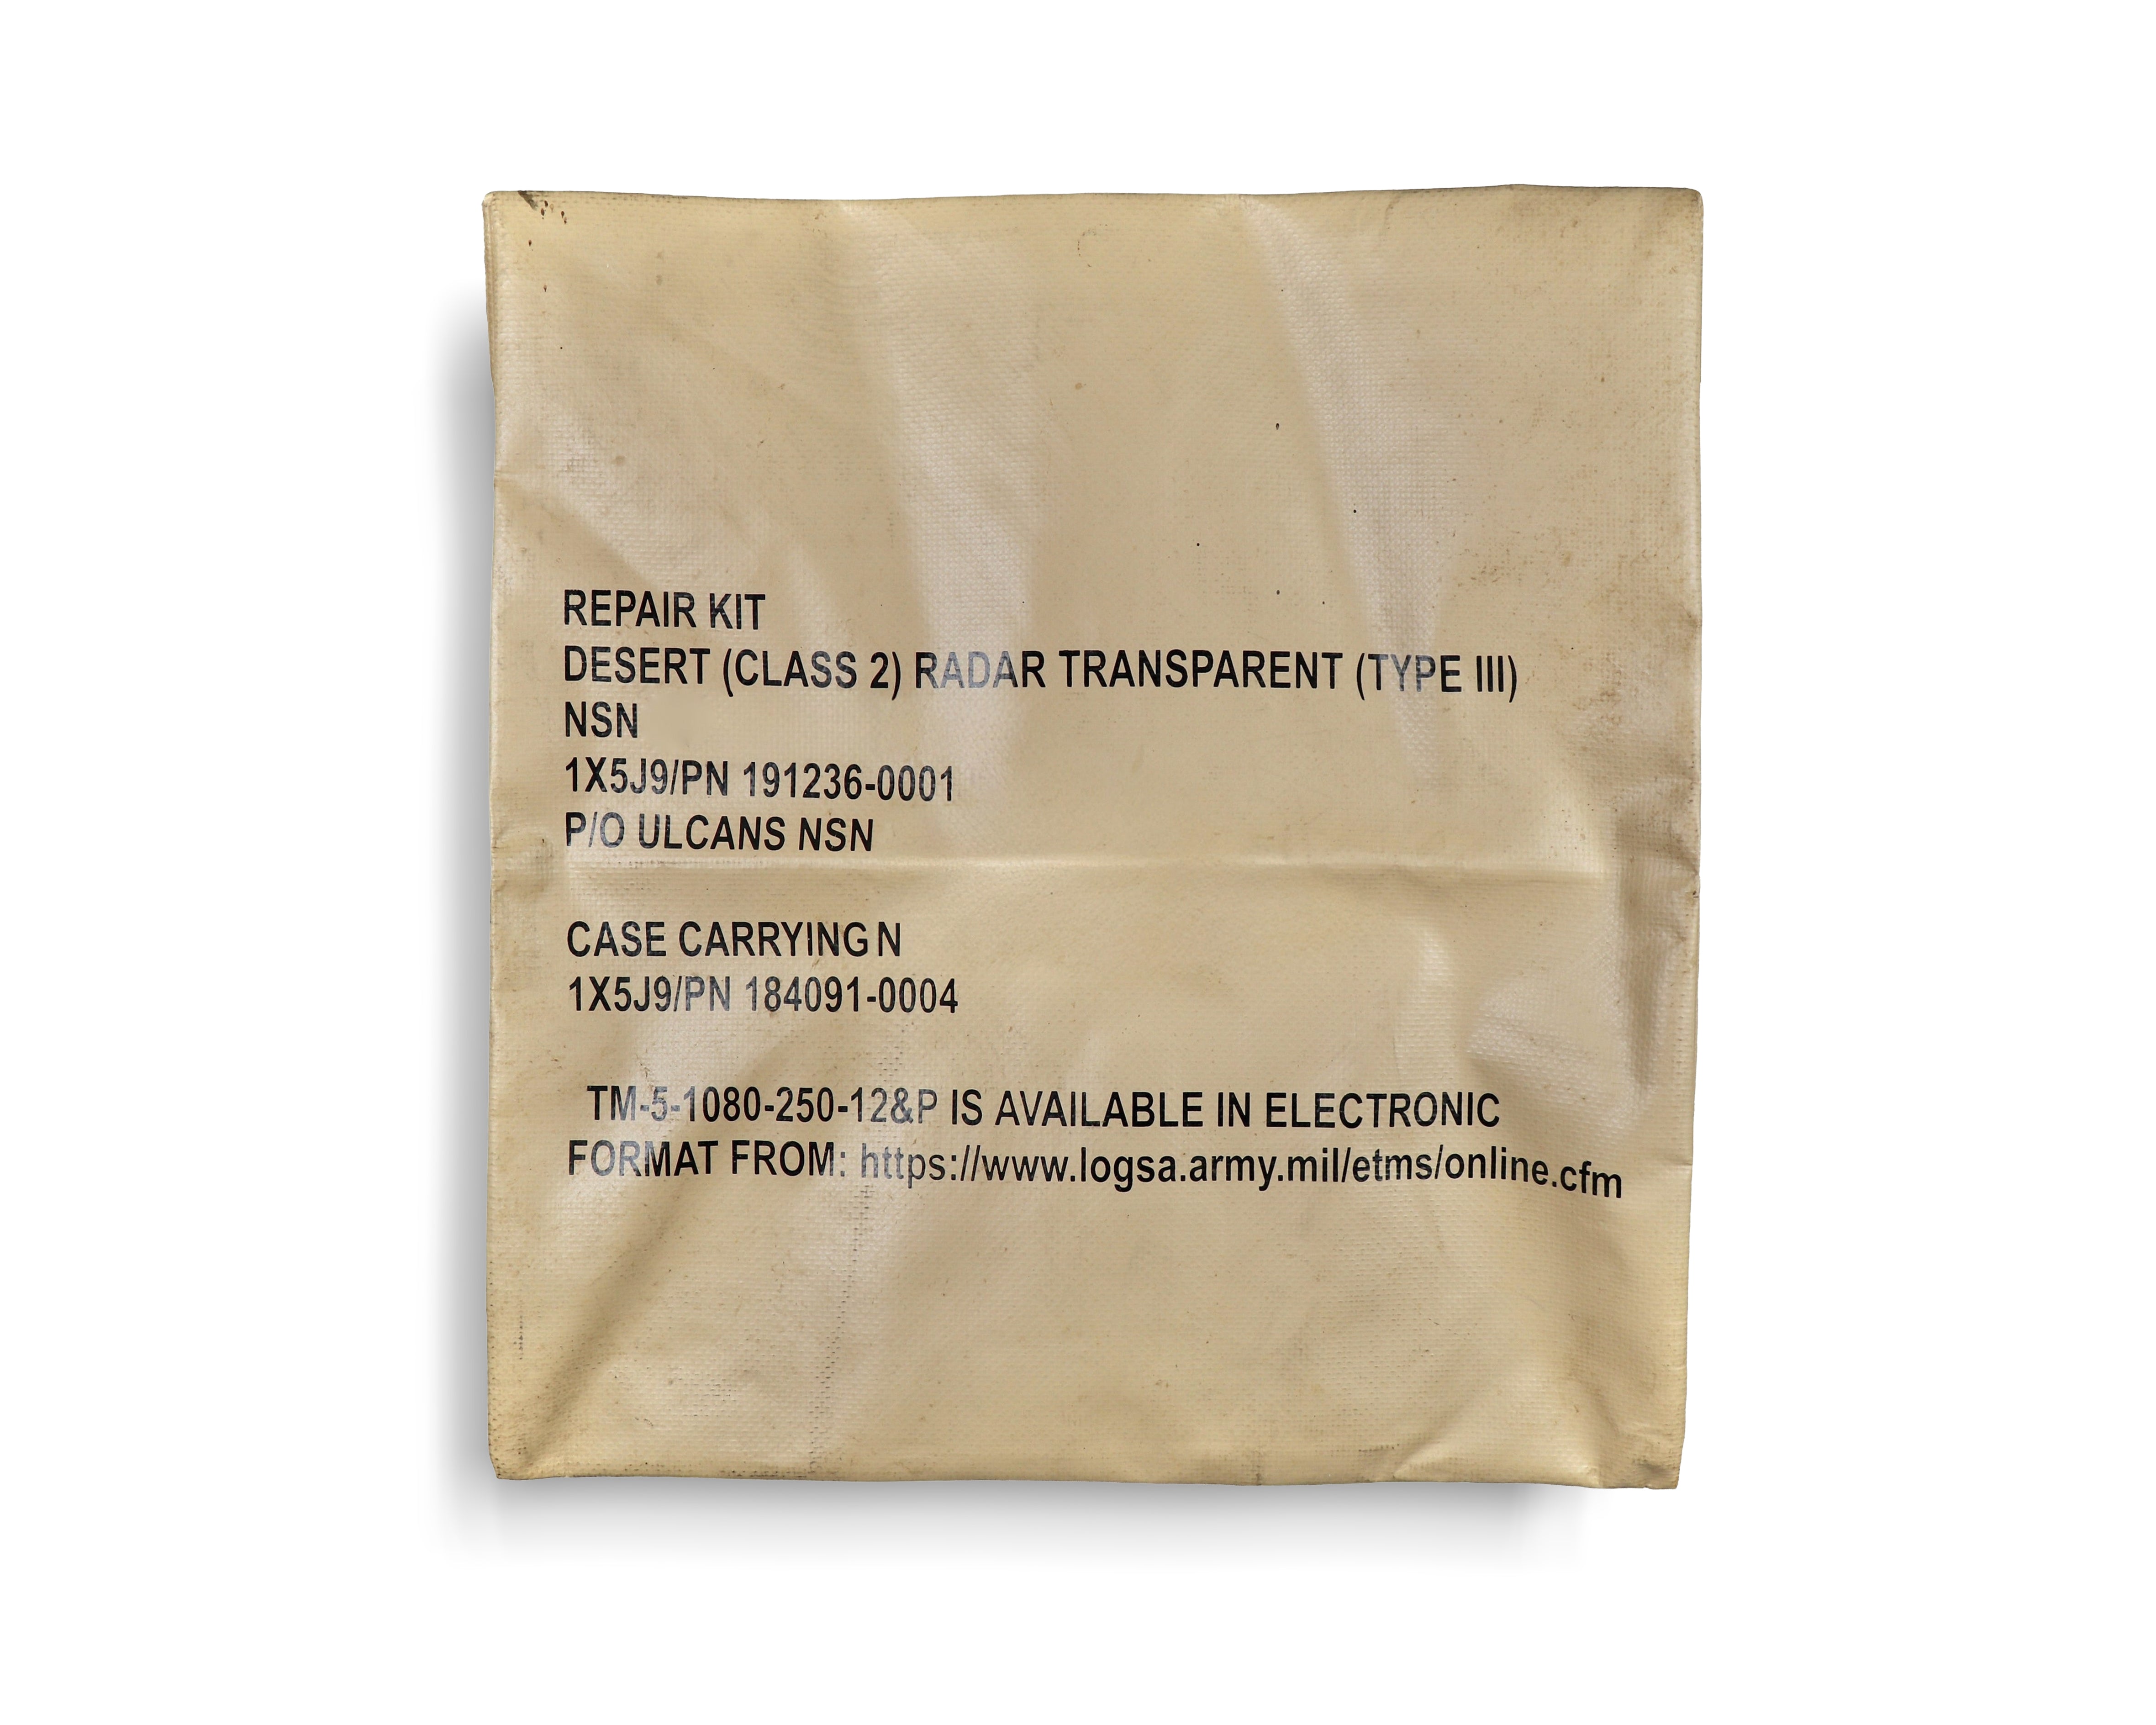 REPAIR KIT
DESERT (CLASS 2) RADAR TRANSPARENT (TYPE III)
NSN
1X5J9/PN 191236-0001
P/O ULCANS NSN
CASE CARRYING N
1X5J9/PN 184091-0004
TM-5-1080-250-12&P IS AVAILABLE IN ELECTRONIC
FORMAT FROM: https://www.logsa.army.mil/etms/online.cfm